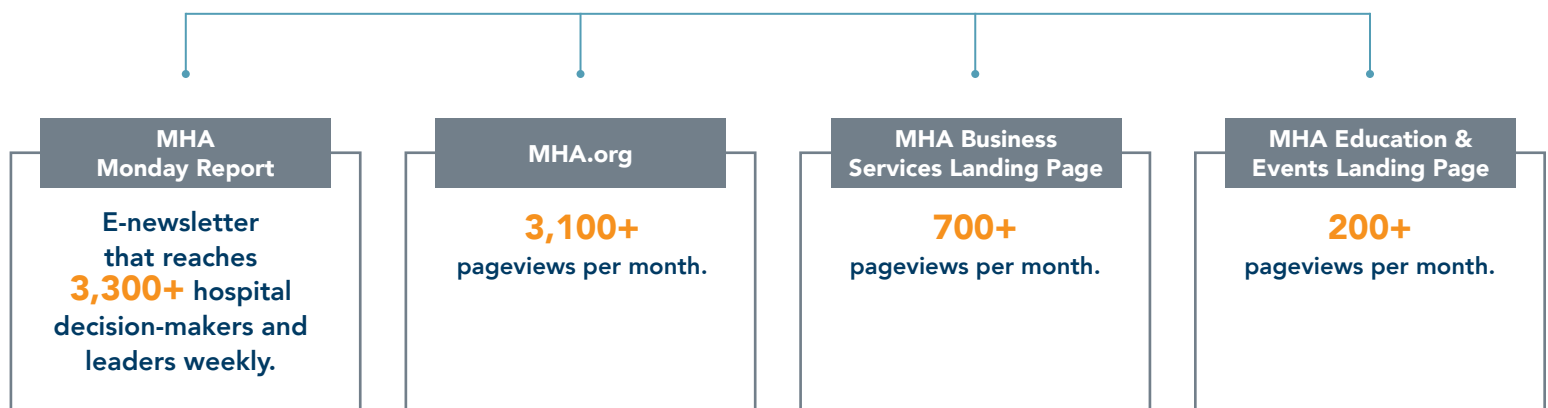 MHA
Monday Report
E-newsletter
that reaches
3,300+ hospital
decision-makers and
leaders weekly.
MHA.org
3,100+
pageviews per month.
MHA Business
Services Landing Page
700+
pageviews per month.
MHA Education &
Events Landing Page
200+
pageviews per month.